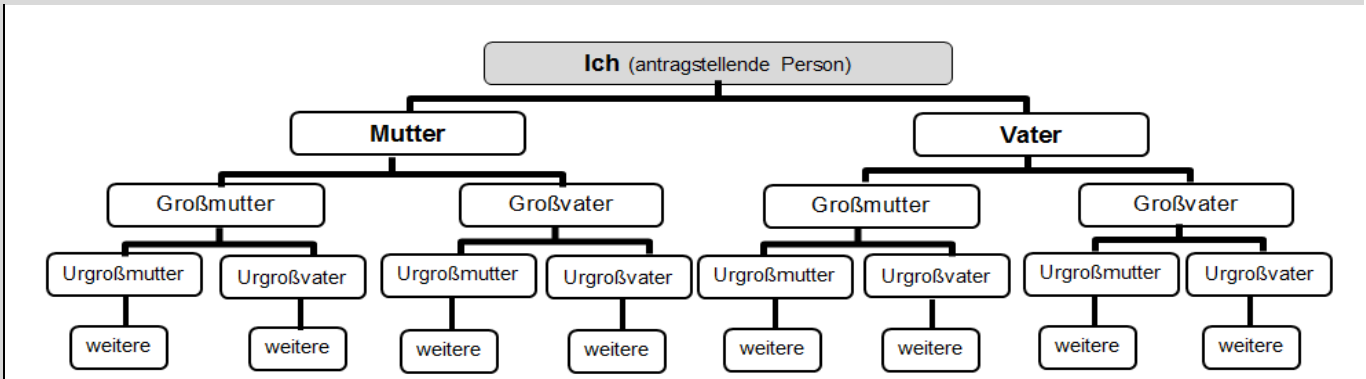 Ich (antragstellende Person)
Mutter Vater
Großmutter Großvater Großmutter Großvater
Urgroßmutter Urgroßvater Urgroßmutter Urgroßvater Urgroßmutter Urgroßvater Urgroßmutter Urgroßvater
weitere weitere weitere weitere weitere weitere weitere weitere